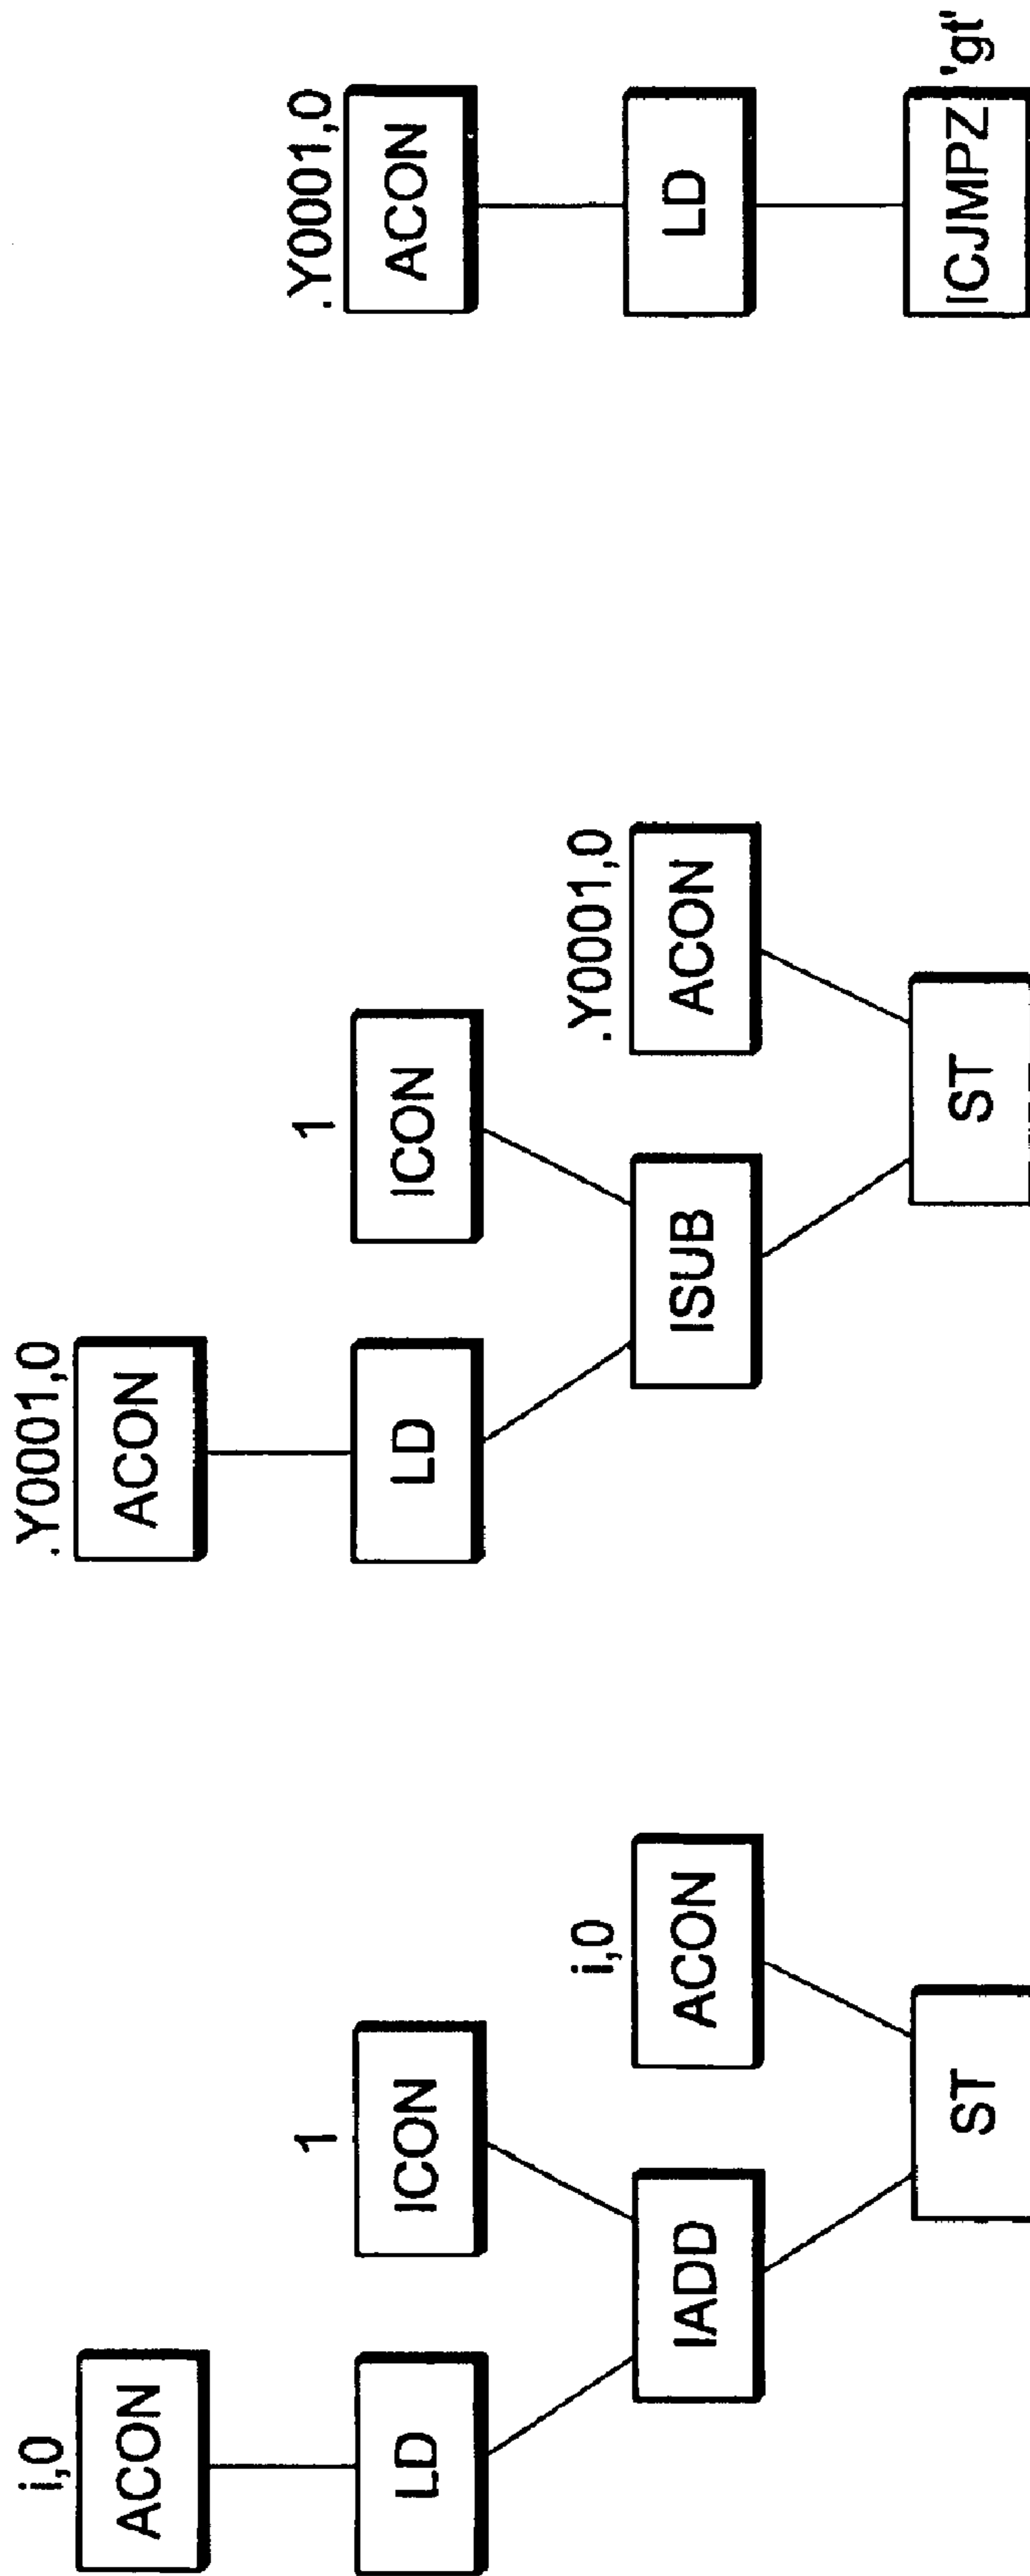 i,0
ACON
LD
1
ICON
IADD
i,0
ACON
ST
.Y0001,0
ACON
LD
1
ICON
ISUB
.Y0001,0
ACON
ST
.Y0001,0
ACON
LD
ICJMPZ 'gt'